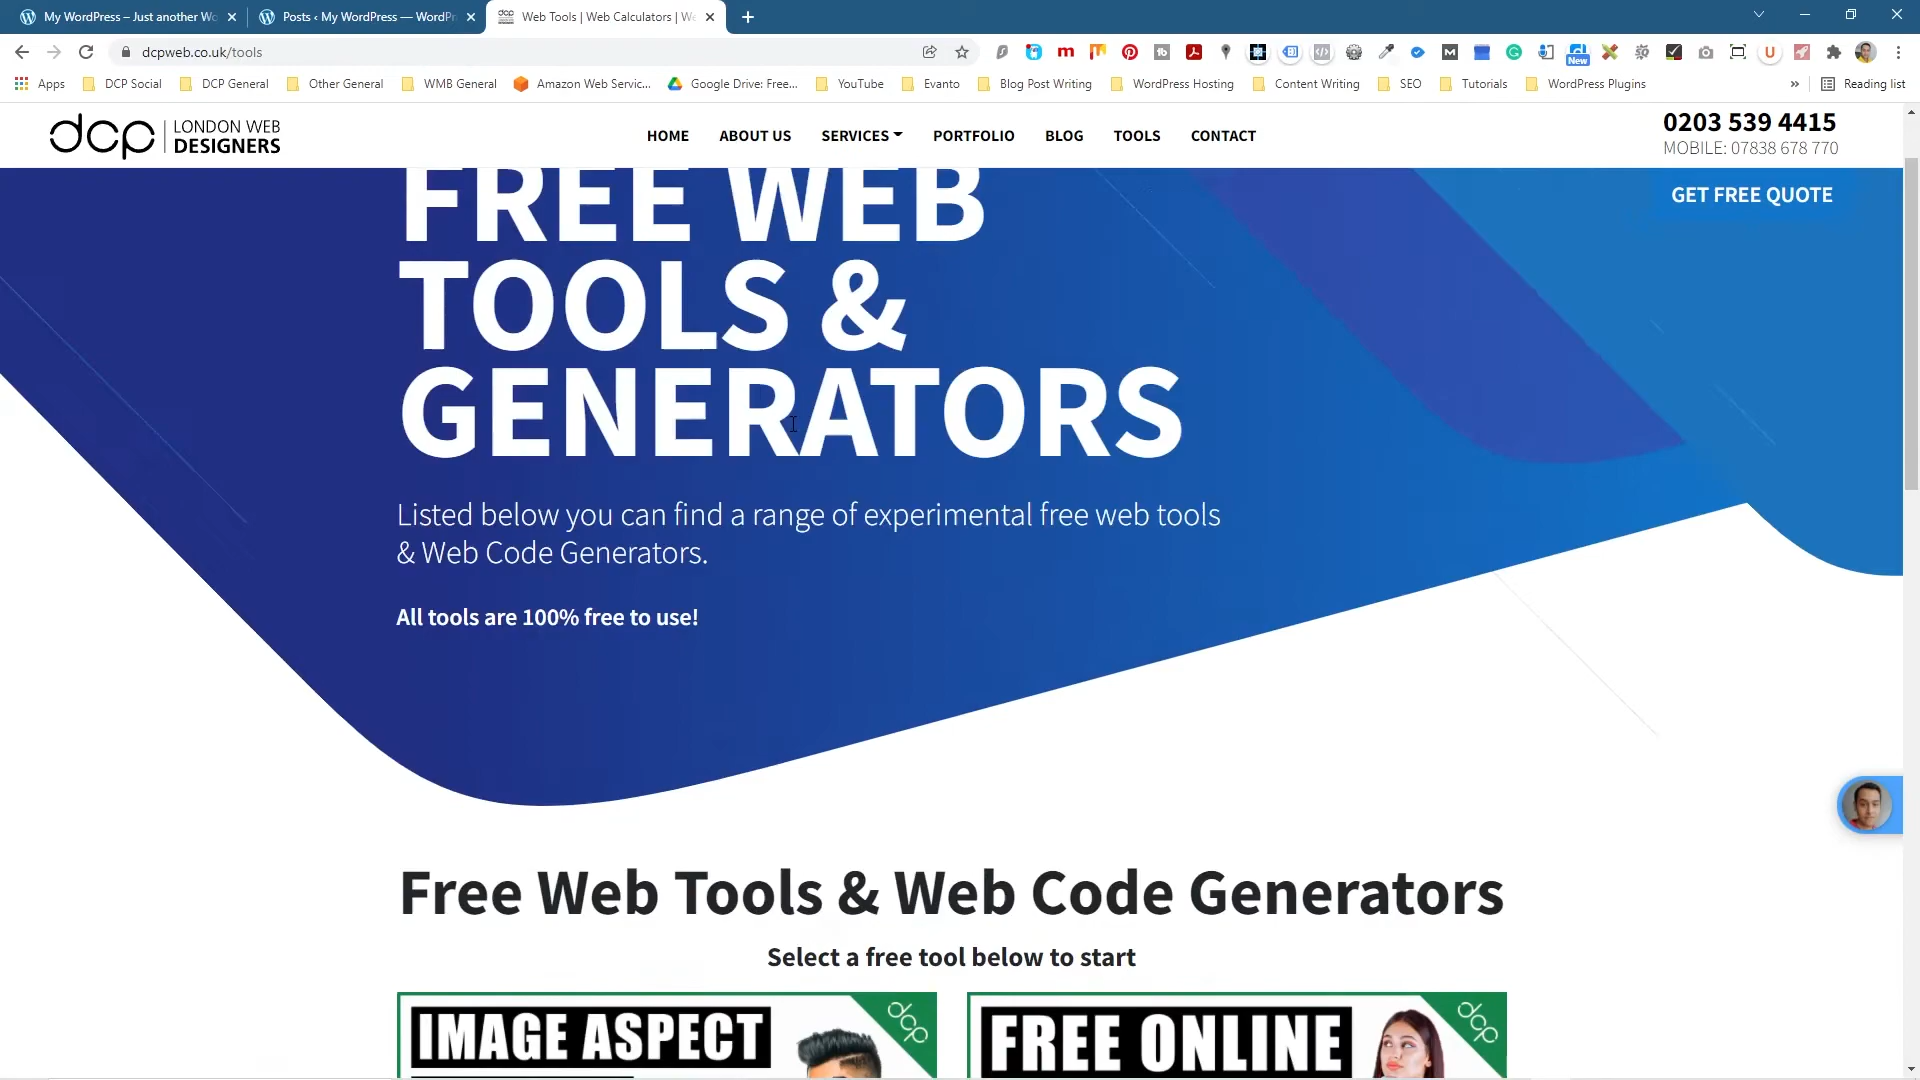 My WordPress – Just another Wo
Posts ‹ My WordPress — WordPr
Web Tools | Web Calculators | We
dcpweb.co.uk/tools
New
Apps
DCP Social
DCP General
Other General
WMB General
Amazon Web Servic...
Google Drive: Free...
YouTube
Evanto
Blog Post Writing
WordPress Hosting
Content Writing
SEO
Tutorials
WordPress Plugins
»
Reading list
dcp LONDON WEB
DESIGNERS
HOME
ABOUT US
SERVICES
PORTFOLIO
BLOG
TOOLS
CONTACT
0203 539 4415
MOBILE: 07838 678 770
GET FREE QUOTE
FREE WEB
TOOLS &
GENERATORS
Listed below you can find a range of experimental free web tools
& Web Code Generators.
All tools are 100% free to use!
Free Web Tools & Web Code Generators
Select a free tool below to start
IMAGE ASPECT
dcp
FREE ONLINE
dcp